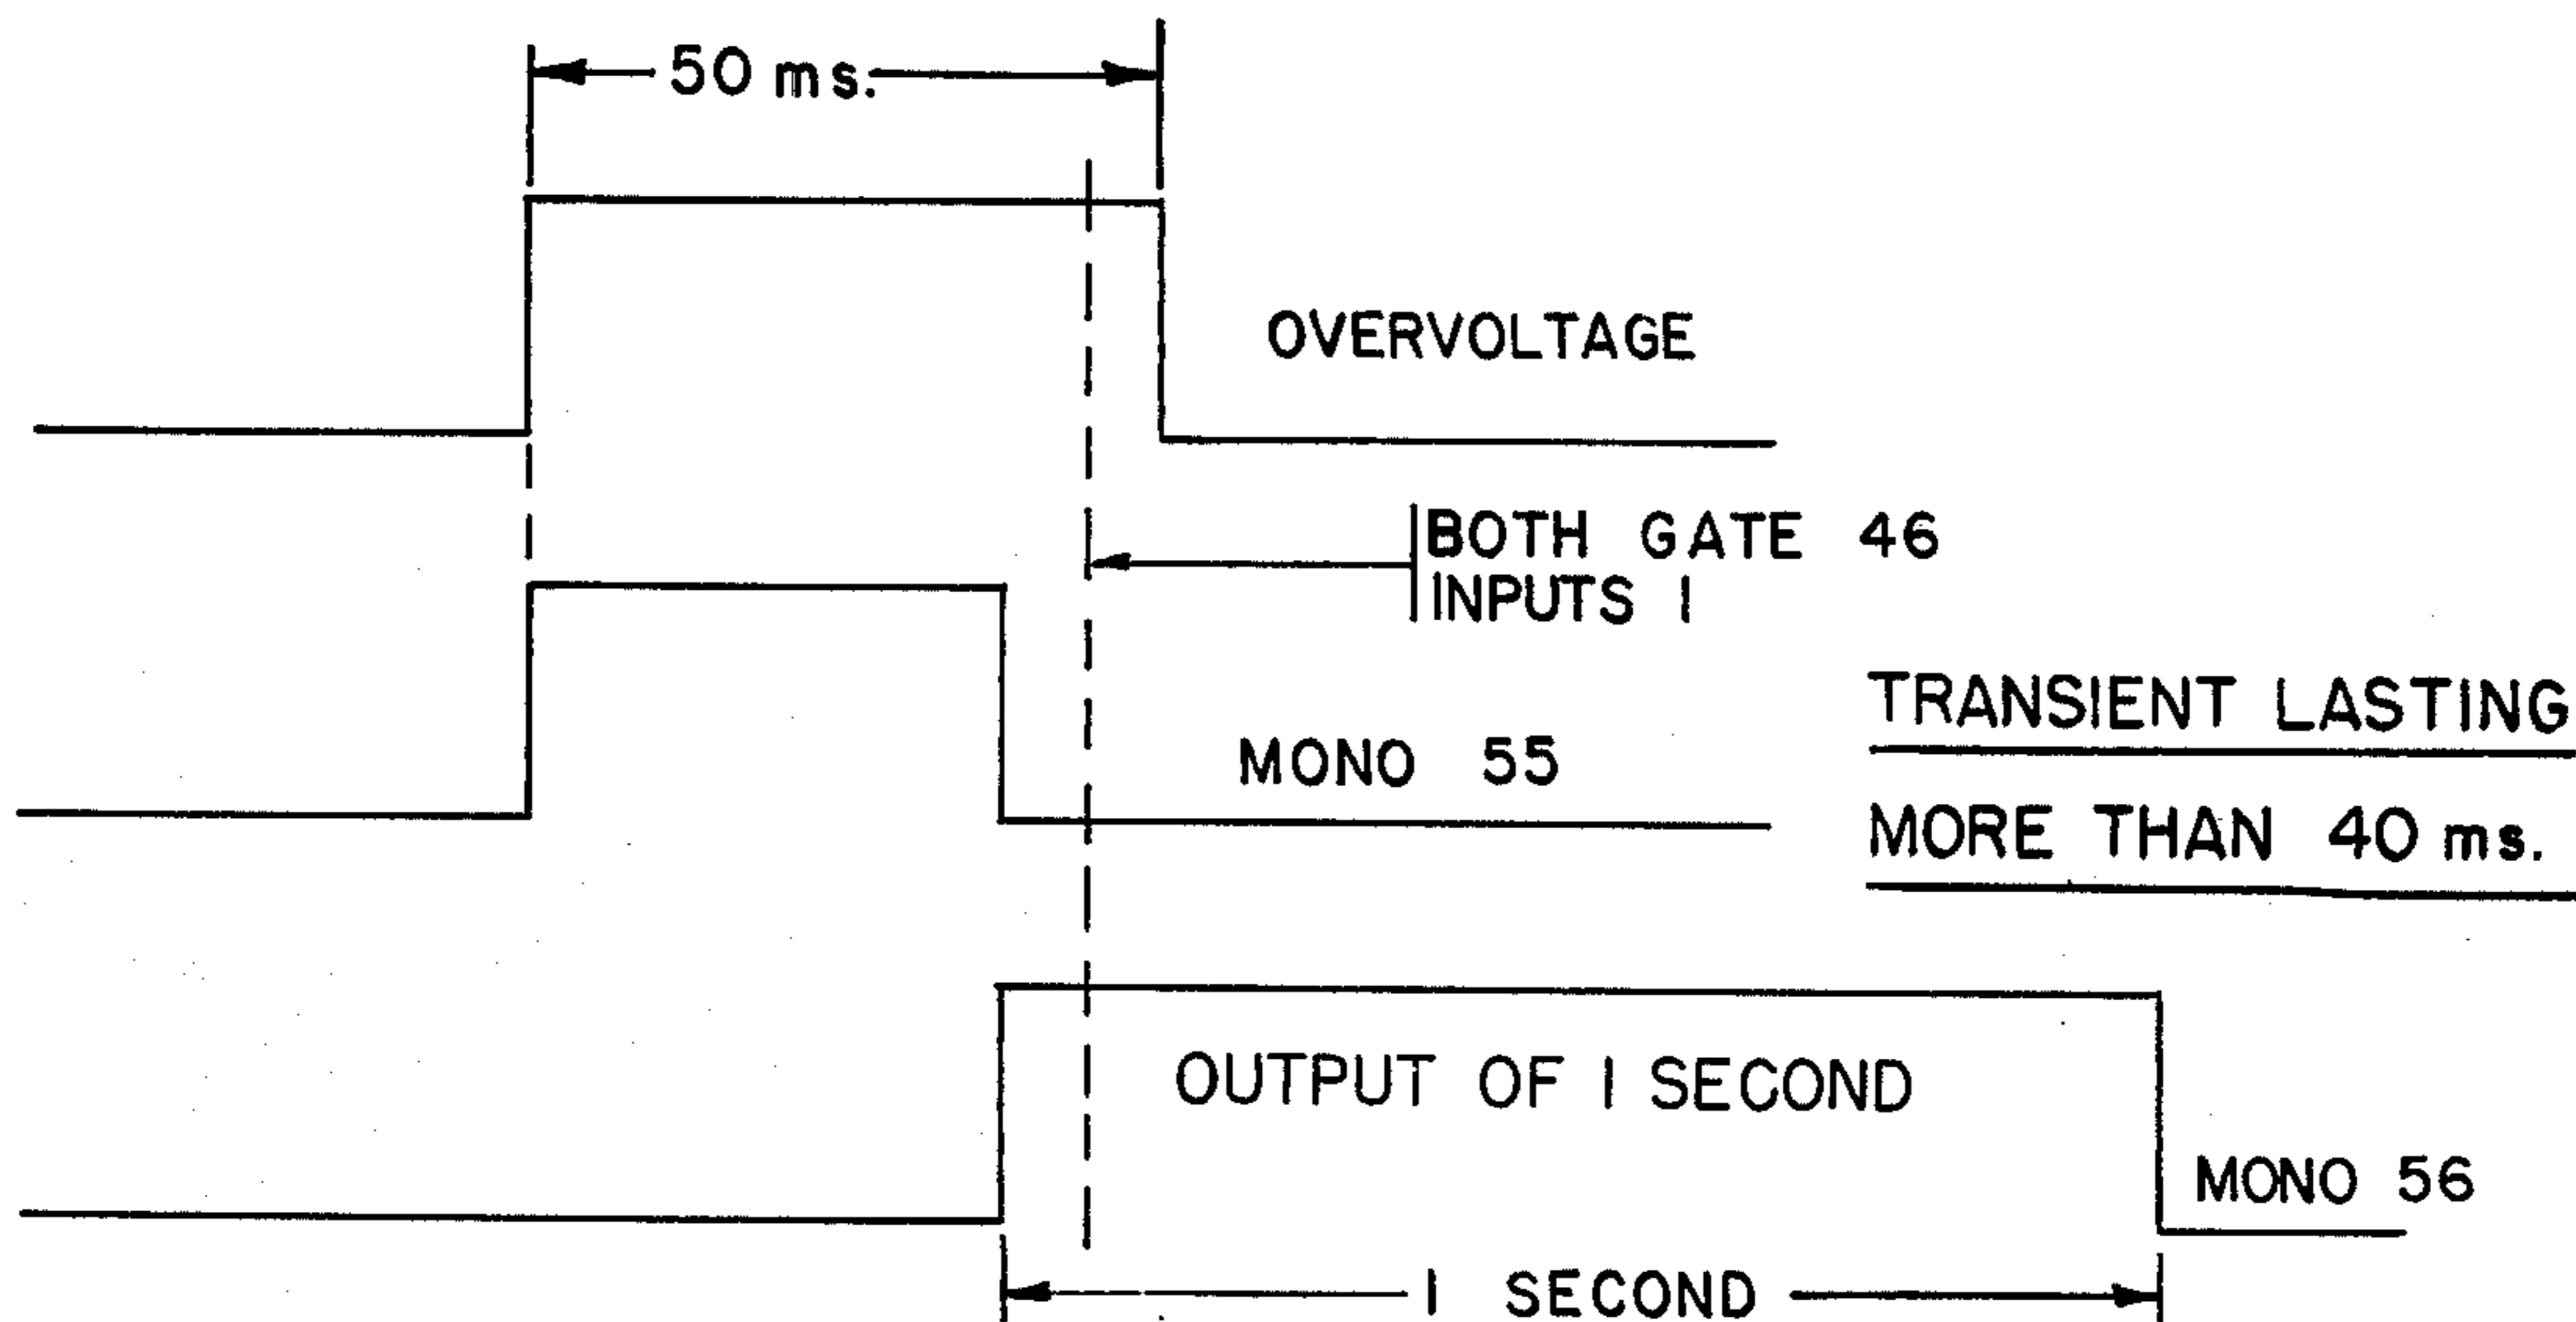 50 ms.
OVERVOLTAGE
BOTH GATE 46
INPUTS 1
TRANSIENT LASTING
MONO 55
MORE THAN 40 ms.
OUTPUT OF 1 SECOND
MONO 56
1 SECOND